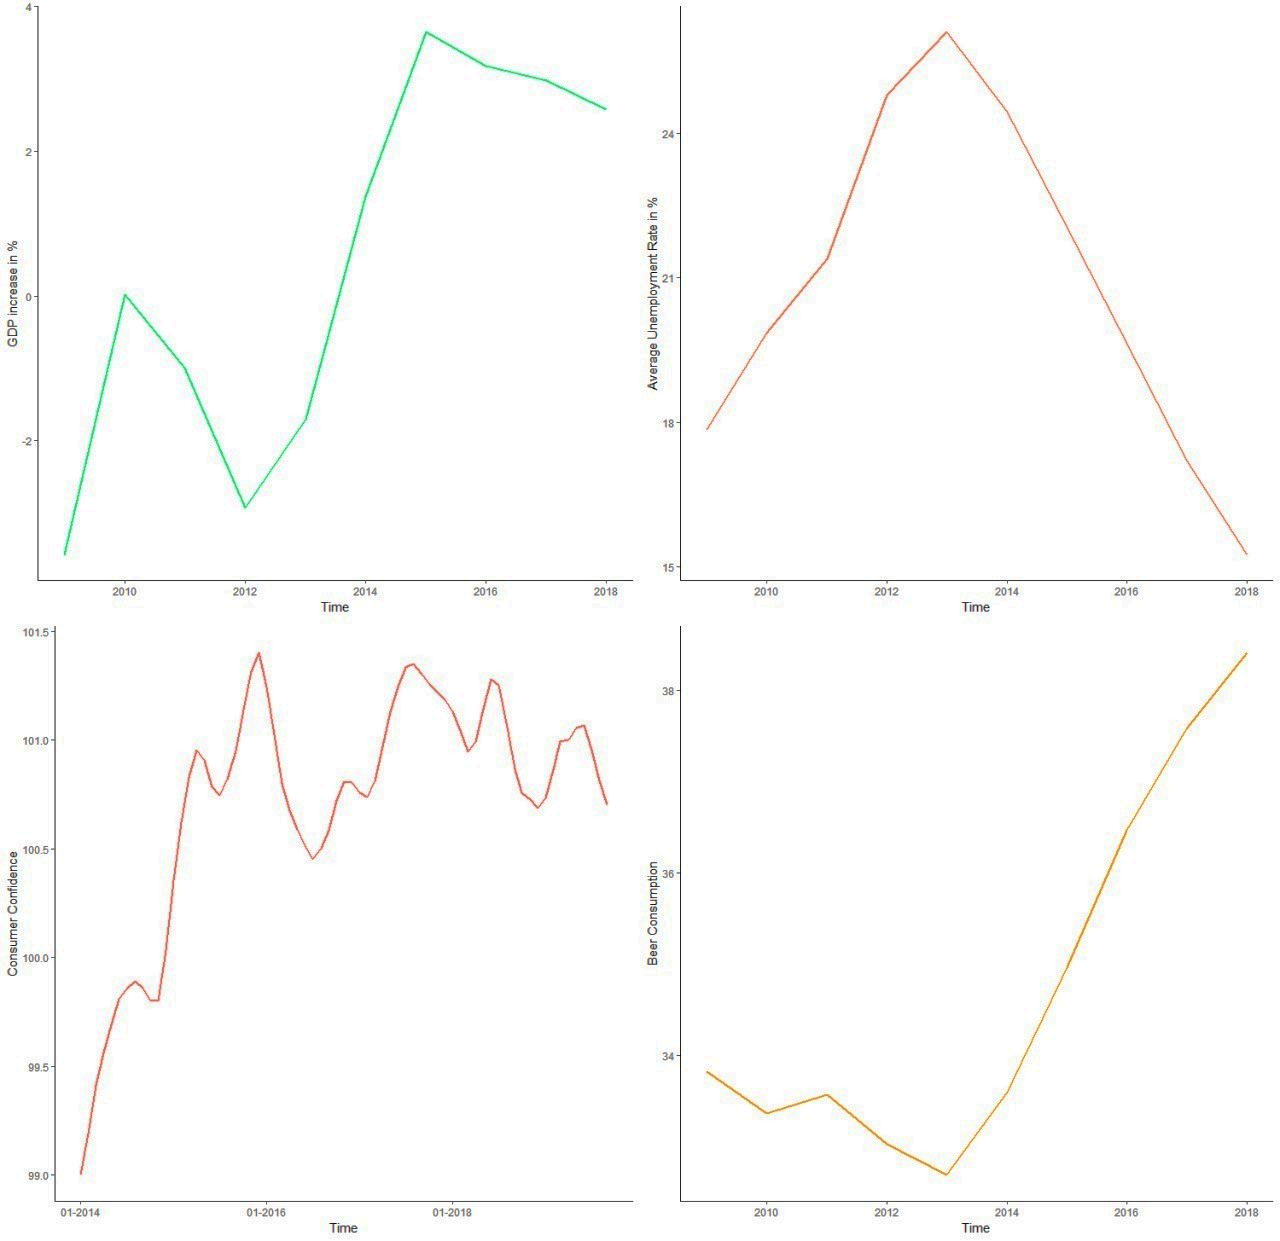 4
2
0
-2
GDP increase in %
2010 2012 2014 2016 2018
Time
24
21
18
15
Average Unemployment Rate in %
2010 2012 2014 2016 2018
Time
101.5
101.0
100.5
100.0
99.5
99.0
Consumer Confidence
01-2014 01-2016 01-2018
Time
38
36
34
Beer Consumption
2010 2012 2014 2016 2018
Time